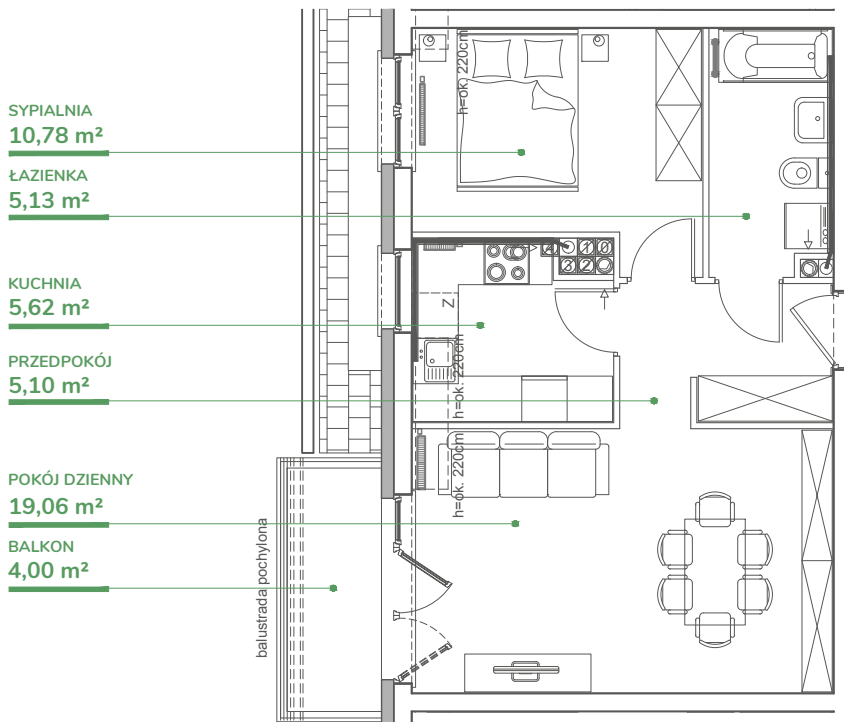 SYPIALNIA
10,78 m²
ŁAZIENKA
5,13 m²
KUCHNIA
5,62 m²
PRZEDPOKÓJ
5,10 m²
POKÓJ DZIENNY
19,06 m²
BALKON
4,00 m²
h=ok. 220cm
Z
h=ok. 220cm
h=ok. 220cm
balustrada pochylona